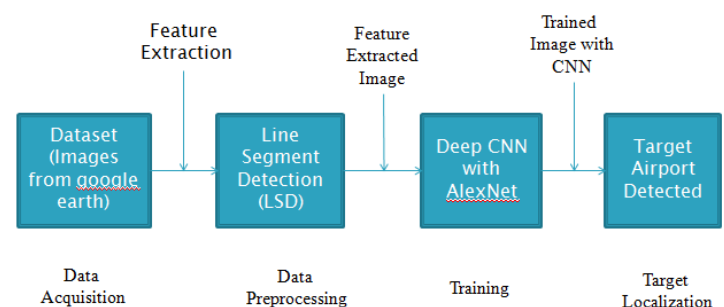 Feature
Extraction
Feature
Extracted
Image
Trained
Image with
CNN
Dataset
(Images
from google
earth)
Line
Segment
Detection
(LSD)
Deep CNN
with
AlexNet
Target
Airport
Detected
Data
Acquisition
Data
Preprocessing
Training
Target
Localization